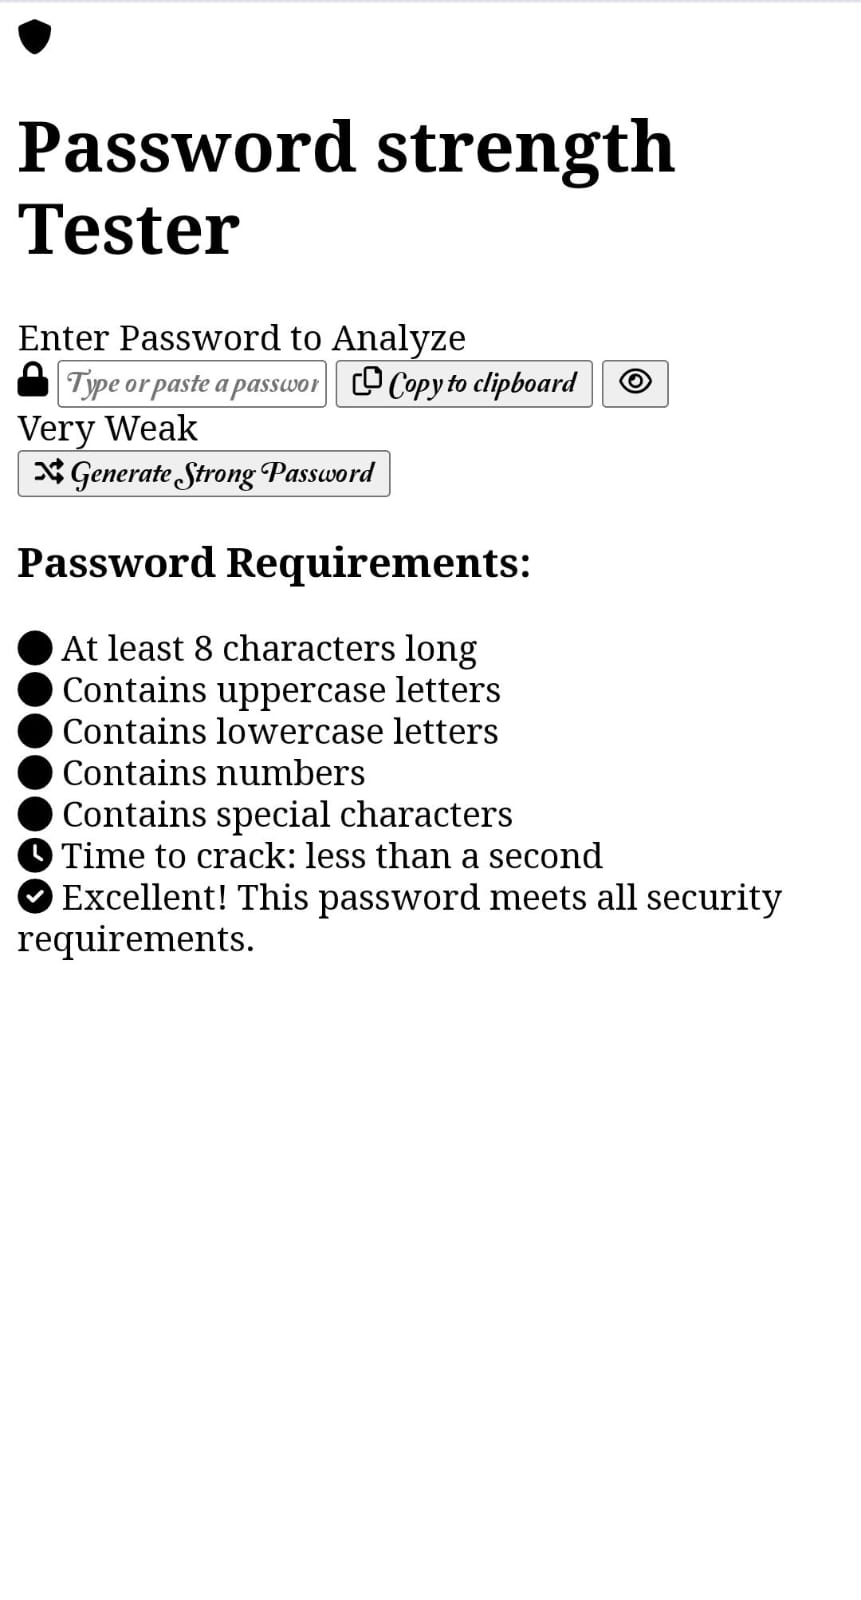 Password strength
Tester
Enter Password to Analyze
Type or paste a passwor
Copy to clipboard
Very Weak
Generate Strong Password
Password Requirements:
At least 8 characters long
Contains uppercase letters
Contains lowercase letters
Contains numbers
Contains special characters
Time to crack: less than a second
Excellent! This password meets all security
requirements.